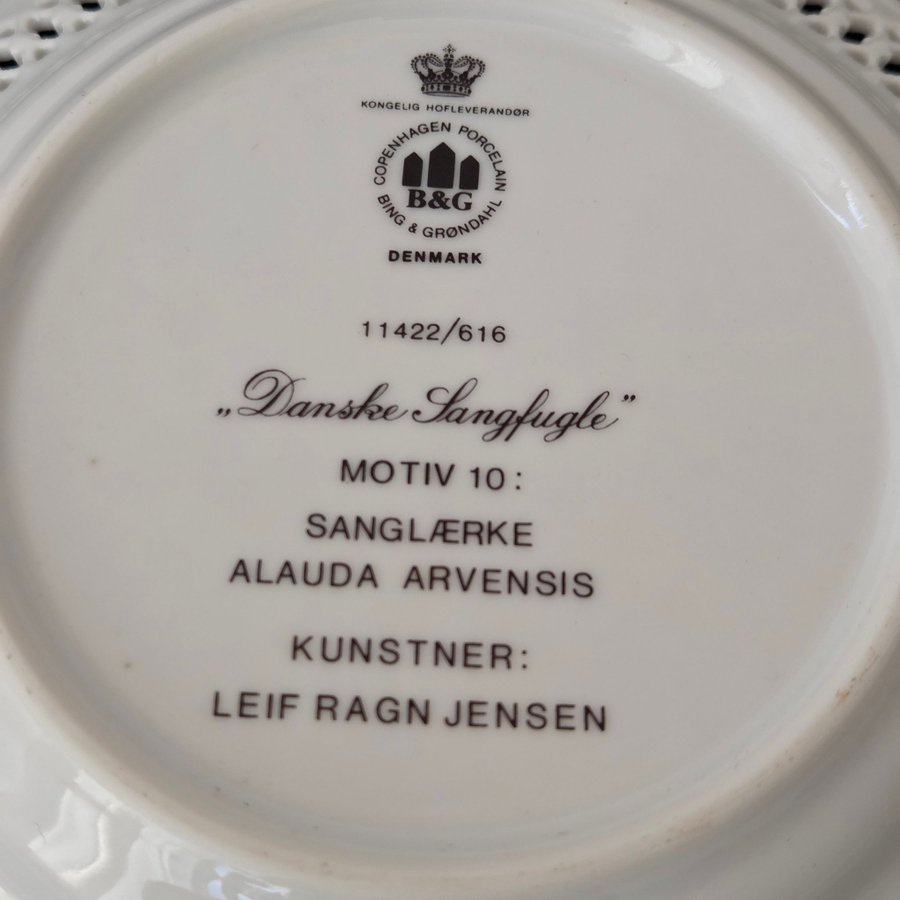 KONGELIG HOFLEVERANDØR
COPENHAGEN PORCELAIN
B&G
BING & GRØNDAHL
DENMARK
11422/616
„Danske Sangfugle”
MOTIV 10:
SANGLÆRKE
ALAUDA ARVENSIS
KUNSTNER:
LEIF RAGN JENSEN